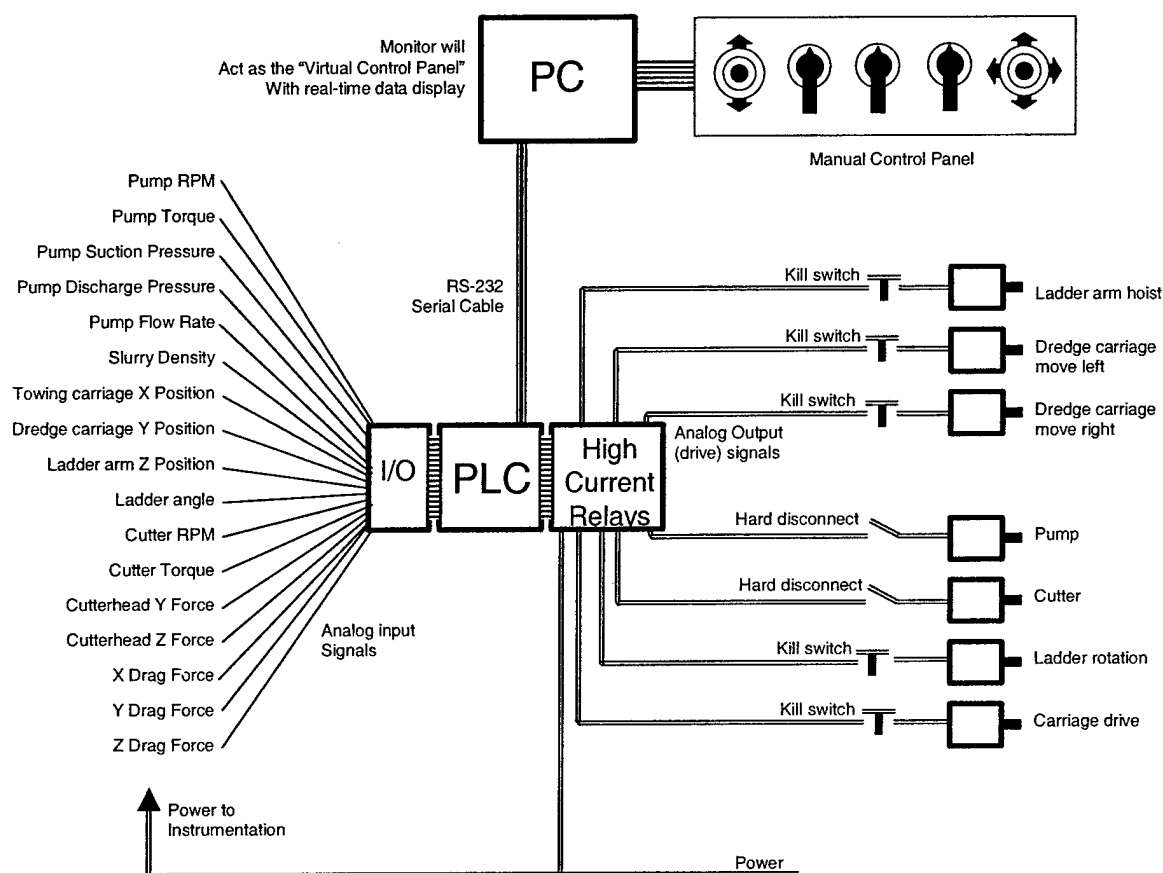 Monitor will
Act as the "Virtual Control Panel"
With real-time data display
PC
Manual Control Panel
Pump RPM
Pump Torque
Pump Suction Pressure
Pump Discharge Pressure
Pump Flow Rate
Slurry Density
Towing carriage X Position
Dredge carriage Y Position
Ladder arm Z Position
Ladder angle
Cutter RPM
Cutter Torque
Cutterhead Y Force
Cutterhead Z Force
X Drag Force
Y Drag Force
Z Drag Force
Analog input
Signals
RS-232
Serial Cable
I/O
PLC
High
Current
Relays
Analog Output
(drive) signals
Kill switch
Ladder arm hoist
Kill switch
Dredge carriage
move left
Kill switch
Dredge carriage
move right
Hard disconnect
Pump
Hard disconnect
Cutter
Kill switch
Ladder rotation
Kill switch
Carriage drive
Power to
Instrumentation
Power